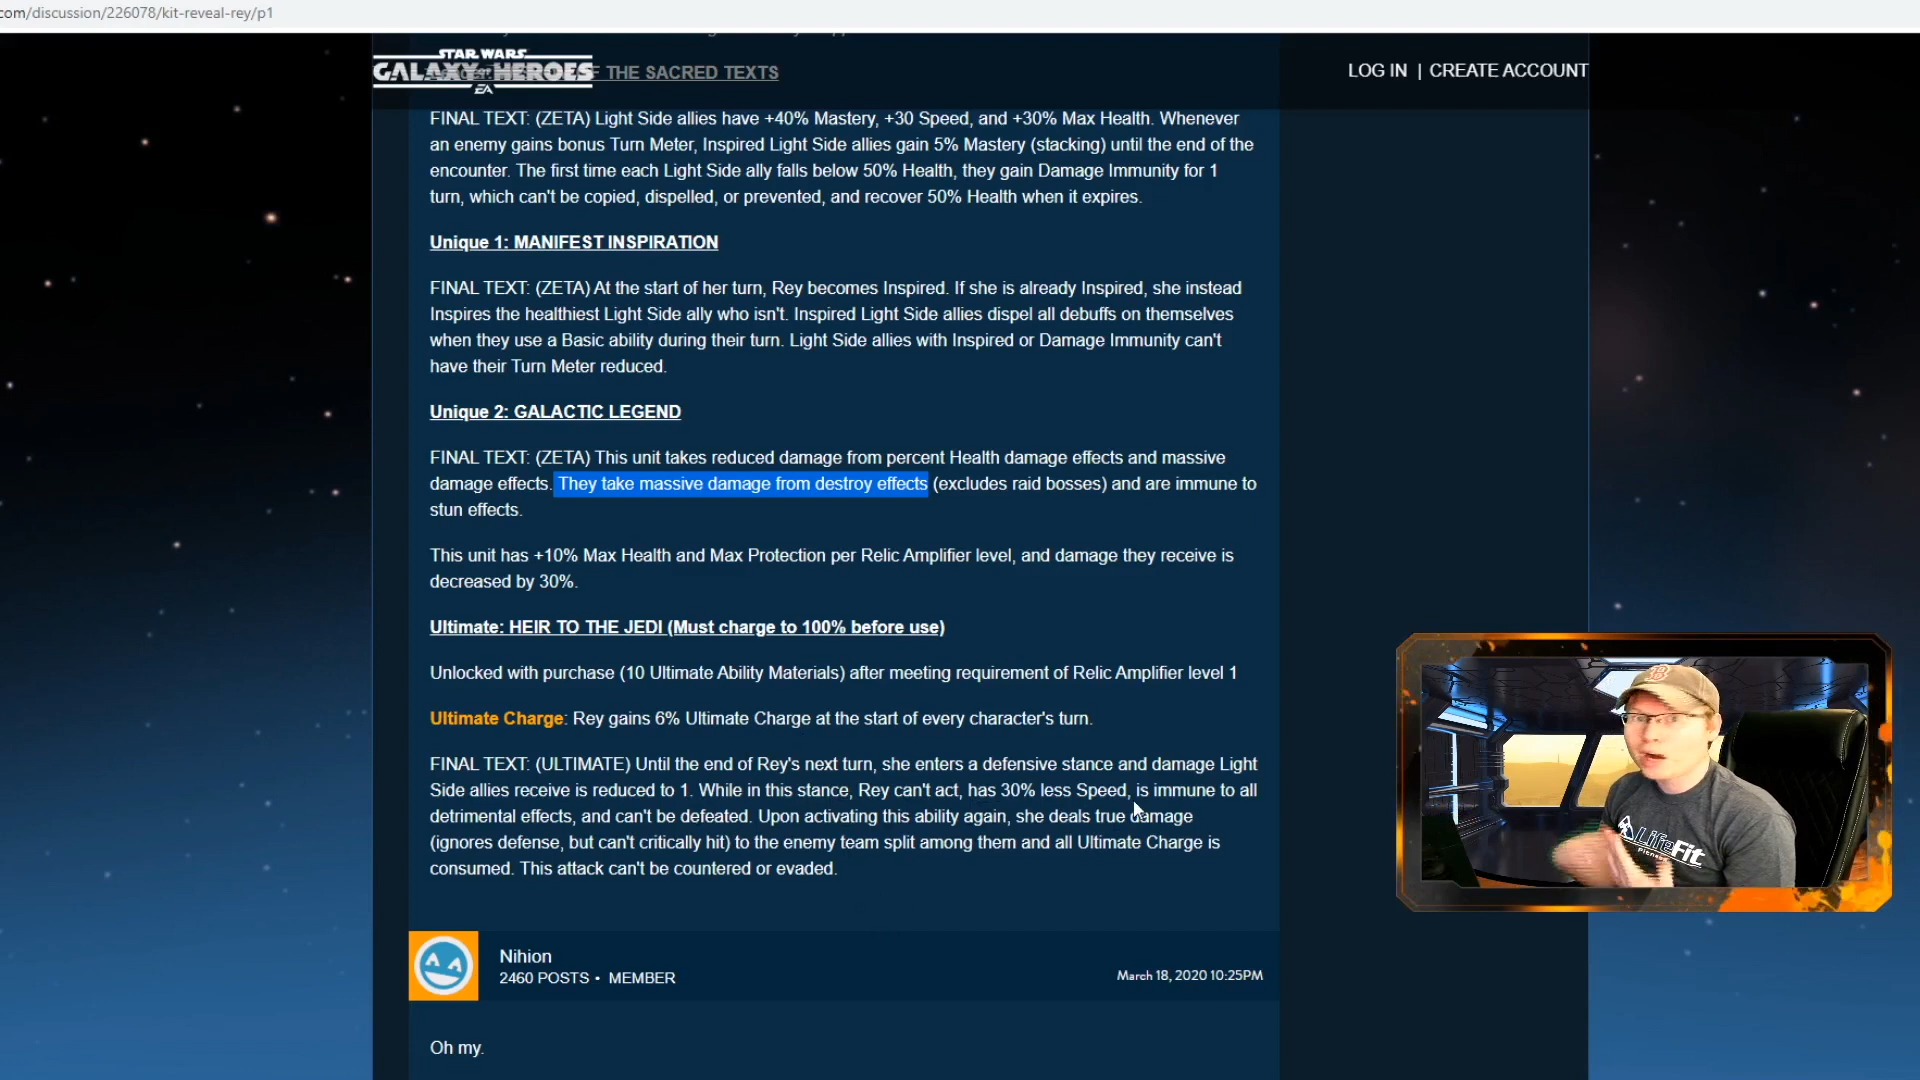 com/discussion/226078/kit-reveal-rey/p1
STAR WARS
GALAXY OF HEROES
EA
F THE SACRED TEXTS
LOG IN | CREATE ACCOUNT
FINAL TEXT: (ZETA) Light Side allies have +40% Mastery, +30 Speed, and +30% Max Health. Whenever
an enemy gains bonus Turn Meter, Inspired Light Side allies gain 5% Mastery (stacking) until the end of the
encounter. The first time each Light Side ally falls below 50% Health, they gain Damage Immunity for 1
turn, which can't be copied, dispelled, or prevented, and recover 50% Health when it expires.
Unique 1: MANIFEST INSPIRATION
FINAL TEXT: (ZETA) At the start of her turn, Rey becomes Inspired. If she is already Inspired, she instead
Inspires the healthiest Light Side ally who isn't. Inspired Light Side allies dispel all debuffs on themselves
when they use a Basic ability during their turn. Light Side allies with Inspired or Damage Immunity can't
have their Turn Meter reduced.
Unique 2: GALACTIC LEGEND
FINAL TEXT: (ZETA) This unit takes reduced damage from percent Health damage effects and massive
damage effects. They take massive damage from destroy effects (excludes raid bosses) and are immune to
stun effects.
This unit has +10% Max Health and Max Protection per Relic Amplifier level, and damage they receive is
decreased by 30%.
Ultimate: HEIR TO THE JEDI (Must charge to 100% before use)
Unlocked with purchase (10 Ultimate Ability Materials) after meeting requirement of Relic Amplifier level 1
Ultimate Charge: Rey gains 6% Ultimate Charge at the start of every character's turn.
FINAL TEXT: (ULTIMATE) Until the end of Rey's next turn, she enters a defensive stance and damage Light
Side allies receive is reduced to 1. While in this stance, Rey can't act, has 30% less Speed, is immune to all
detrimental effects, and can't be defeated. Upon activating this ability again, she deals true damage
(ignores defense, but can't critically hit) to the enemy team split among them and all Ultimate Charge is
consumed. This attack can't be countered or evaded.
Nihion
2460 POSTS • MEMBER
March 18, 2020 10:25PM
Oh my.
B
LifeFit